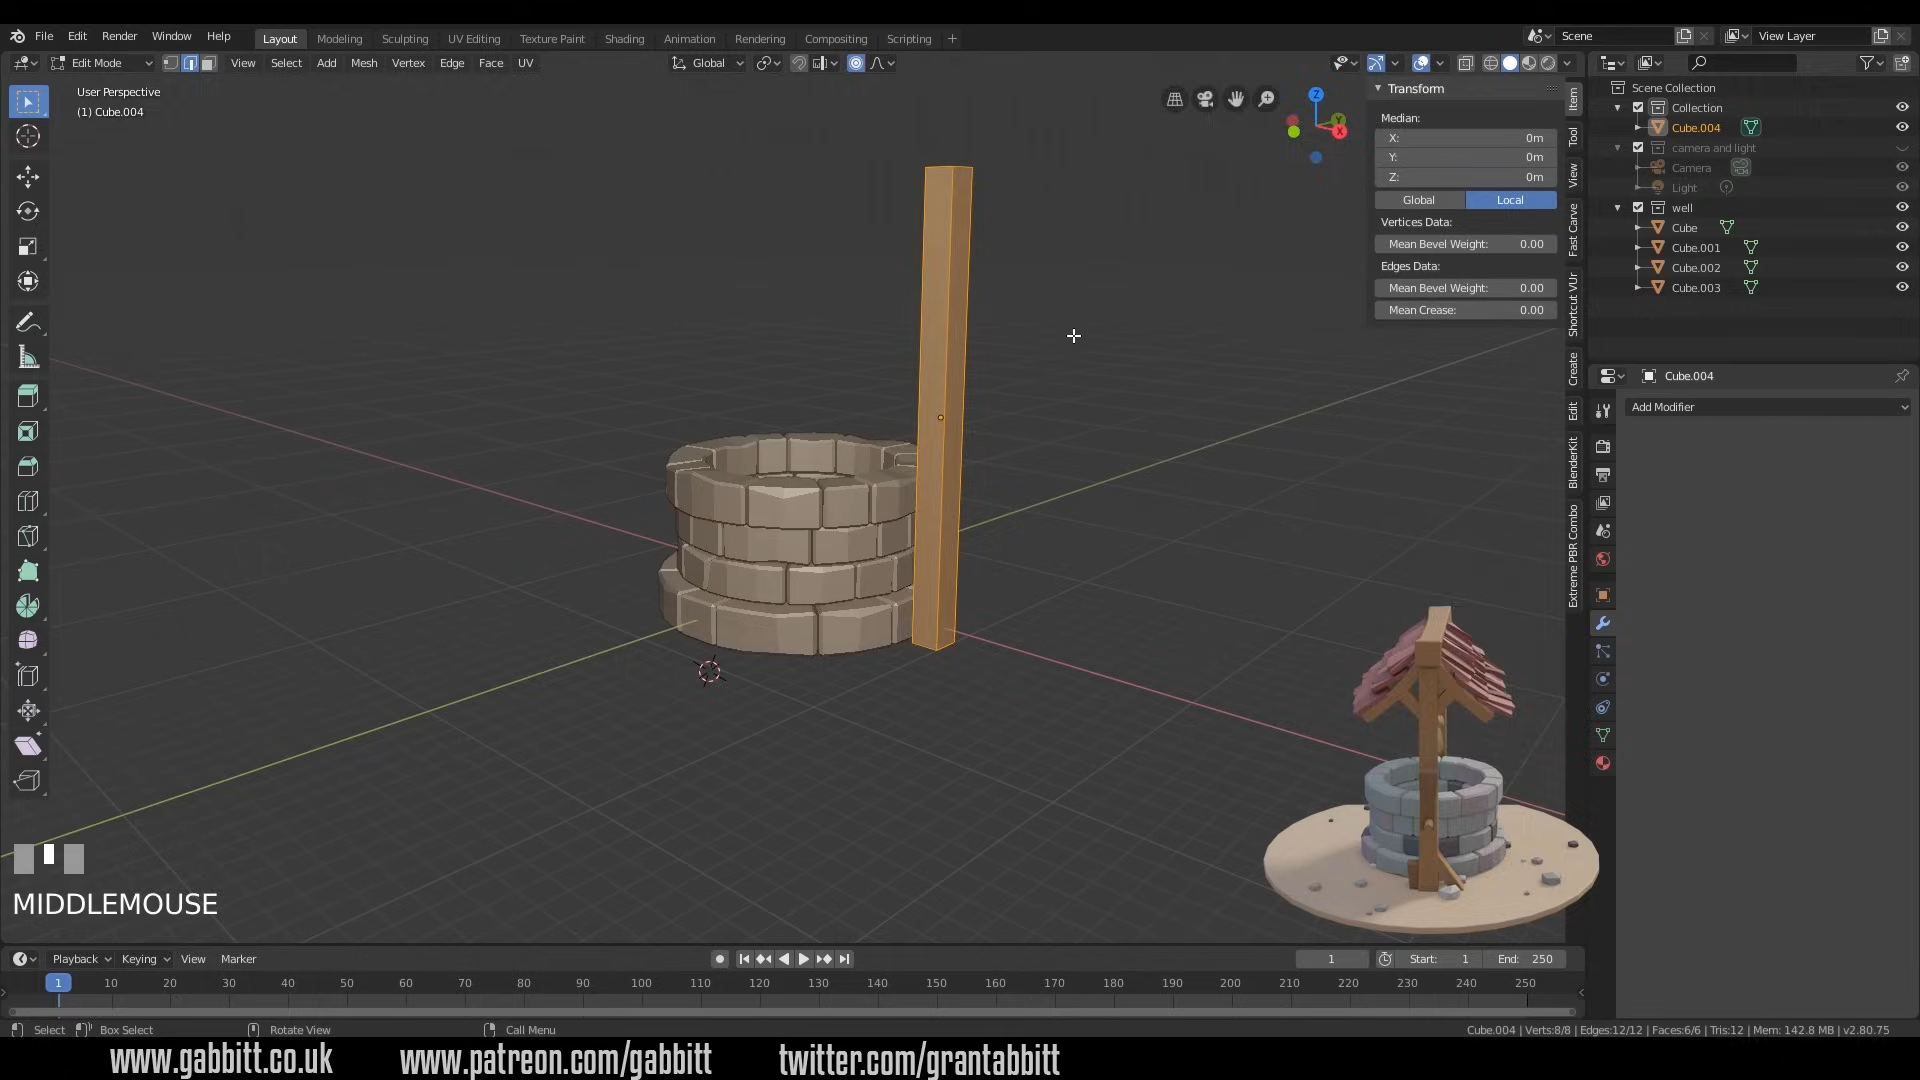 File Edit Render Window Help Layout Modeling Sculpting UV Editing Texture Paint Shading Animation Rendering Compositing Scripting + Scene View Layer
Edit Mode View Select Add Mesh Vertex Edge Face UV Global
User Perspective
(1) Cube.004
Transform
Median:
X: 0m
Y: 0m
Z: 0m
Global Local
Vertices Data:
Mean Bevel Weight: 0.00
Edges Data:
Mean Bevel Weight: 0.00
Mean Crease: 0.00
Z
Y
X
Item
Tool
View
Fast Carve
Shortcut VUr
Create
Edit
BlenderKit
Extreme PBR Combo
Scene Collection
Collection
Cube.004
camera and light
Camera
Light
well
Cube
Cube.001
Cube.002
Cube.003
Cube.004
Add Modifier
MIDDLEMOUSE
Playback Keying View Marker 1 Start: 1 End: 250
1 10 20 30 40 50 60 70 80 90 100 110 120 130 140 150 160 170 180 190 200 210 220 230 240 250
Select Box Select Rotate View Call Menu Cube.004 | Verts:8/8 | Edges:12/12 | Faces:6/6 | Tris:12 | Mem: 142.8 MB | v2.80.75
www.gabbitt.co.uk www.patreon.com/gabbitt twitter.com/grantabbitt